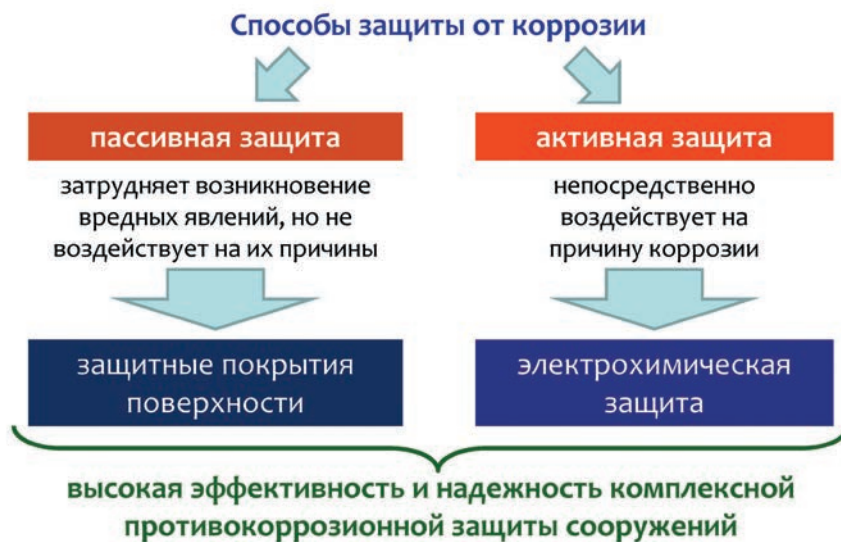 Способы защиты от коррозии
пассивная защита
затрудняет возникновение
вредных явлений, но не
воздействует на их причины
защитные покрытия
поверхности
активная защита
непосредственно
воздействует на
причину коррозии
электрохимическая
защита
высокая эффективность и надежность комплексной
противокоррозионной защиты сооружений